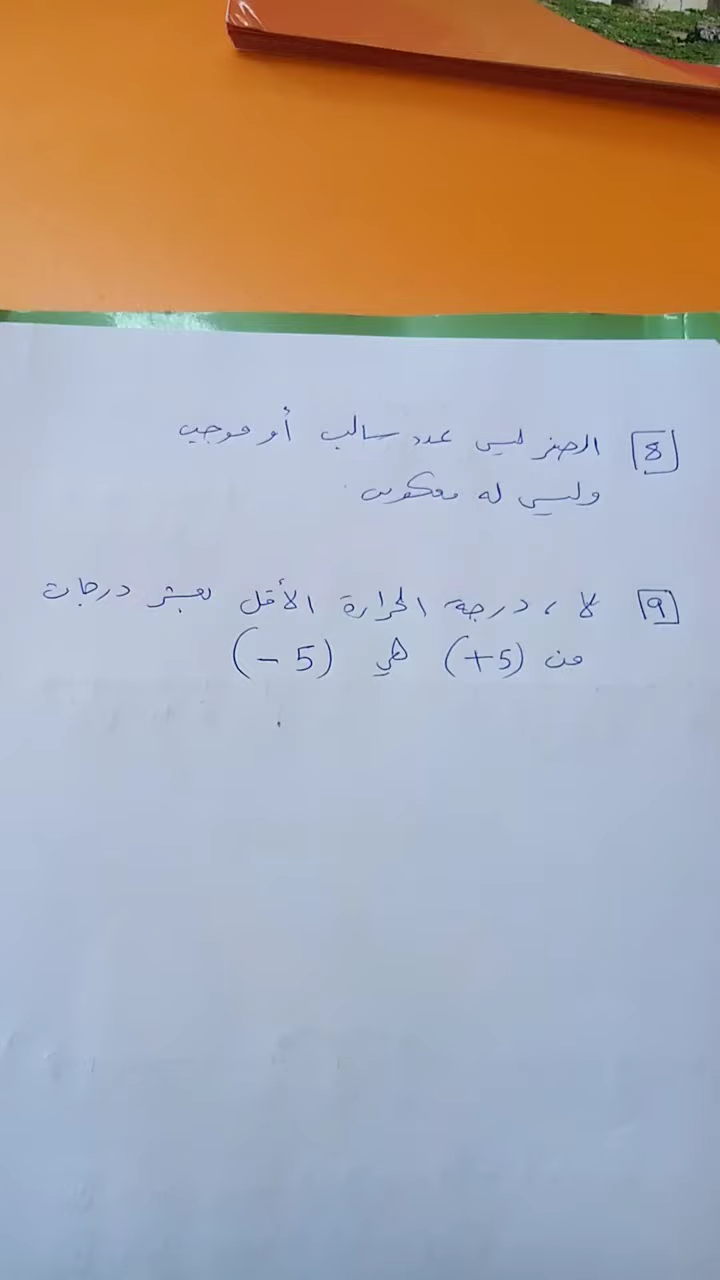 8 الصفر ليس عدد سالب أو موجب
وليس له معكوس.
9 لا، درجة الحرارة الأقل بعشر درجات
من (+5) هي (-5)